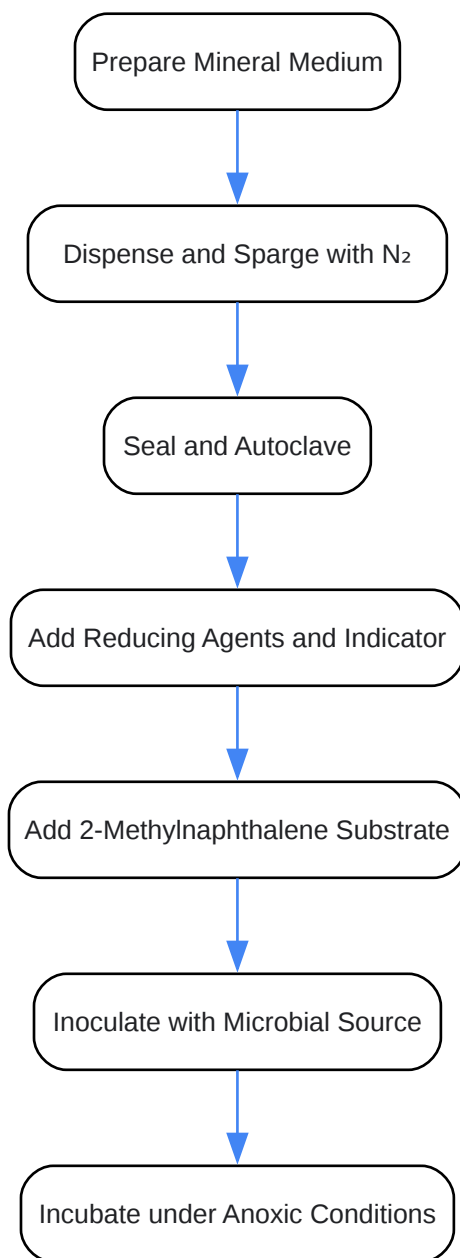 Prepare Mineral Medium
Dispense and Sparge with N₂
Seal and Autoclave
Add Reducing Agents and Indicator
Add 2-Methylnaphthalene Substrate
Inoculate with Microbial Source
Incubate under Anoxic Conditions